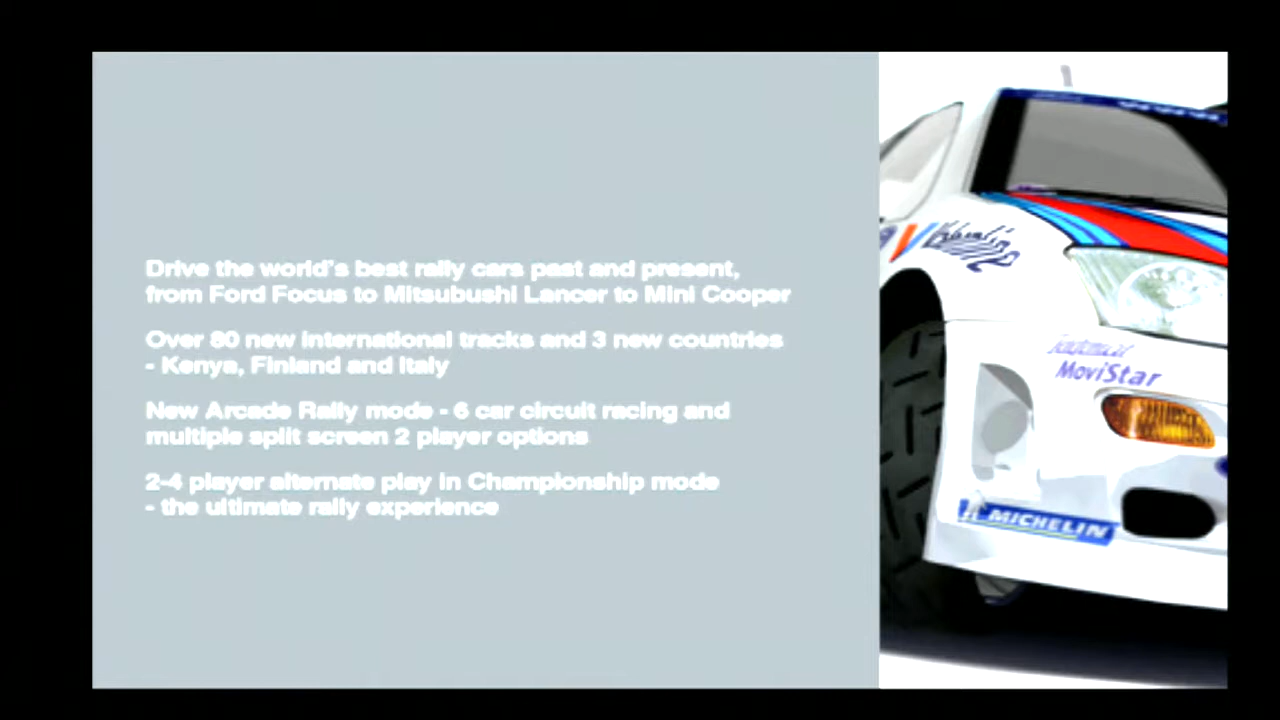 Drive the world's best rally cars past and present,
from Ford Focus to Mitsubushi Lancer to Mini Cooper
Over 80 new international tracks and 3 new countries
- Kenya, Finland and Italy
New Arcade Rally mode - 6 car circuit racing and
multiple split screen 2 player options
2-4 player alternate play in Championship mode
- the ultimate rally experience
Valvoline
MoviStar
MICHELIN